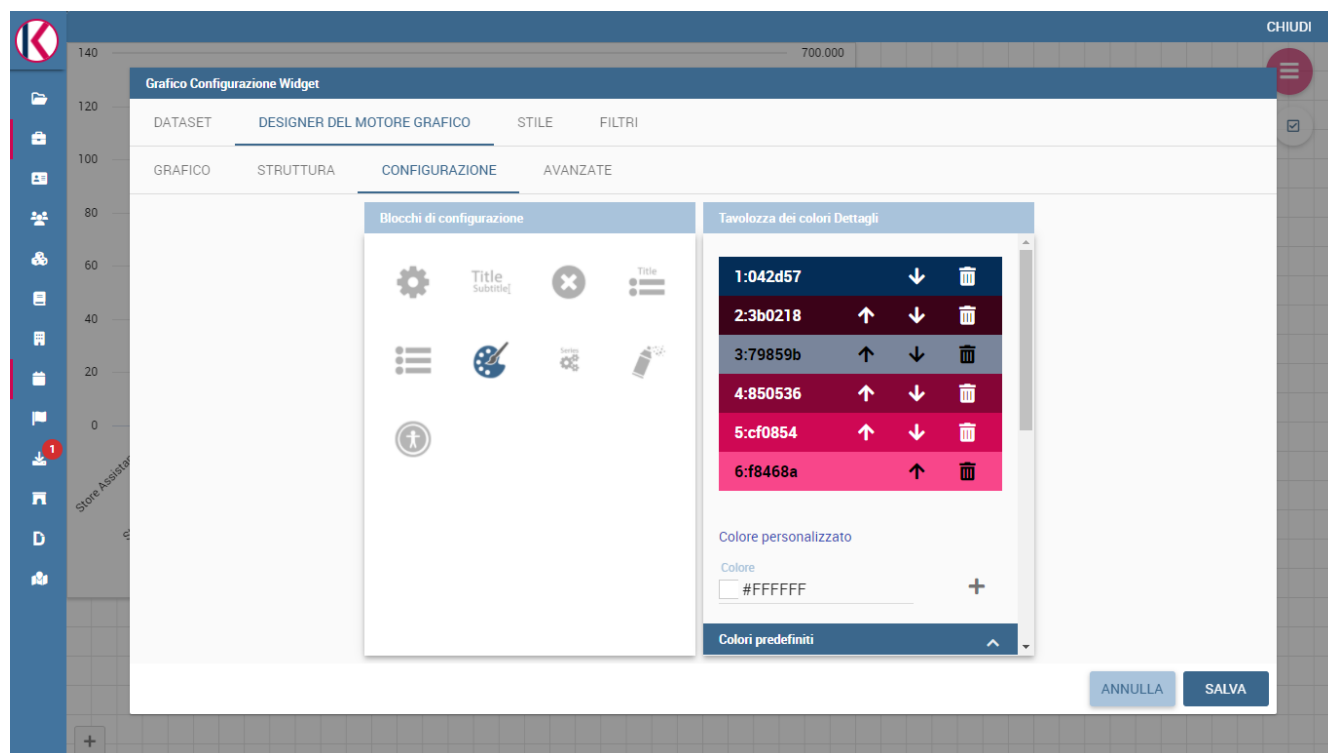 CHIUDI
140
700.000
Grafico Configurazione Widget
120
DATASET
DESIGNER DEL MOTORE GRAFICO
STILE
FILTRI
100
GRAFICO
STRUTTURA
CONFIGURAZIONE
AVANZATE
80
Blocchi di configurazione
Tavolozza dei colori Dettagli
60
Title
Subtitle
Title
1:042d57
40
2:3b0218
Series
3:79859b
20
4:850536
0
5:cf0854
1
6:f8468a
Store Assistan
D
Colore personalizzato
Colore
#FFFFFF
Colori predefiniti
ANNULLA
SALVA